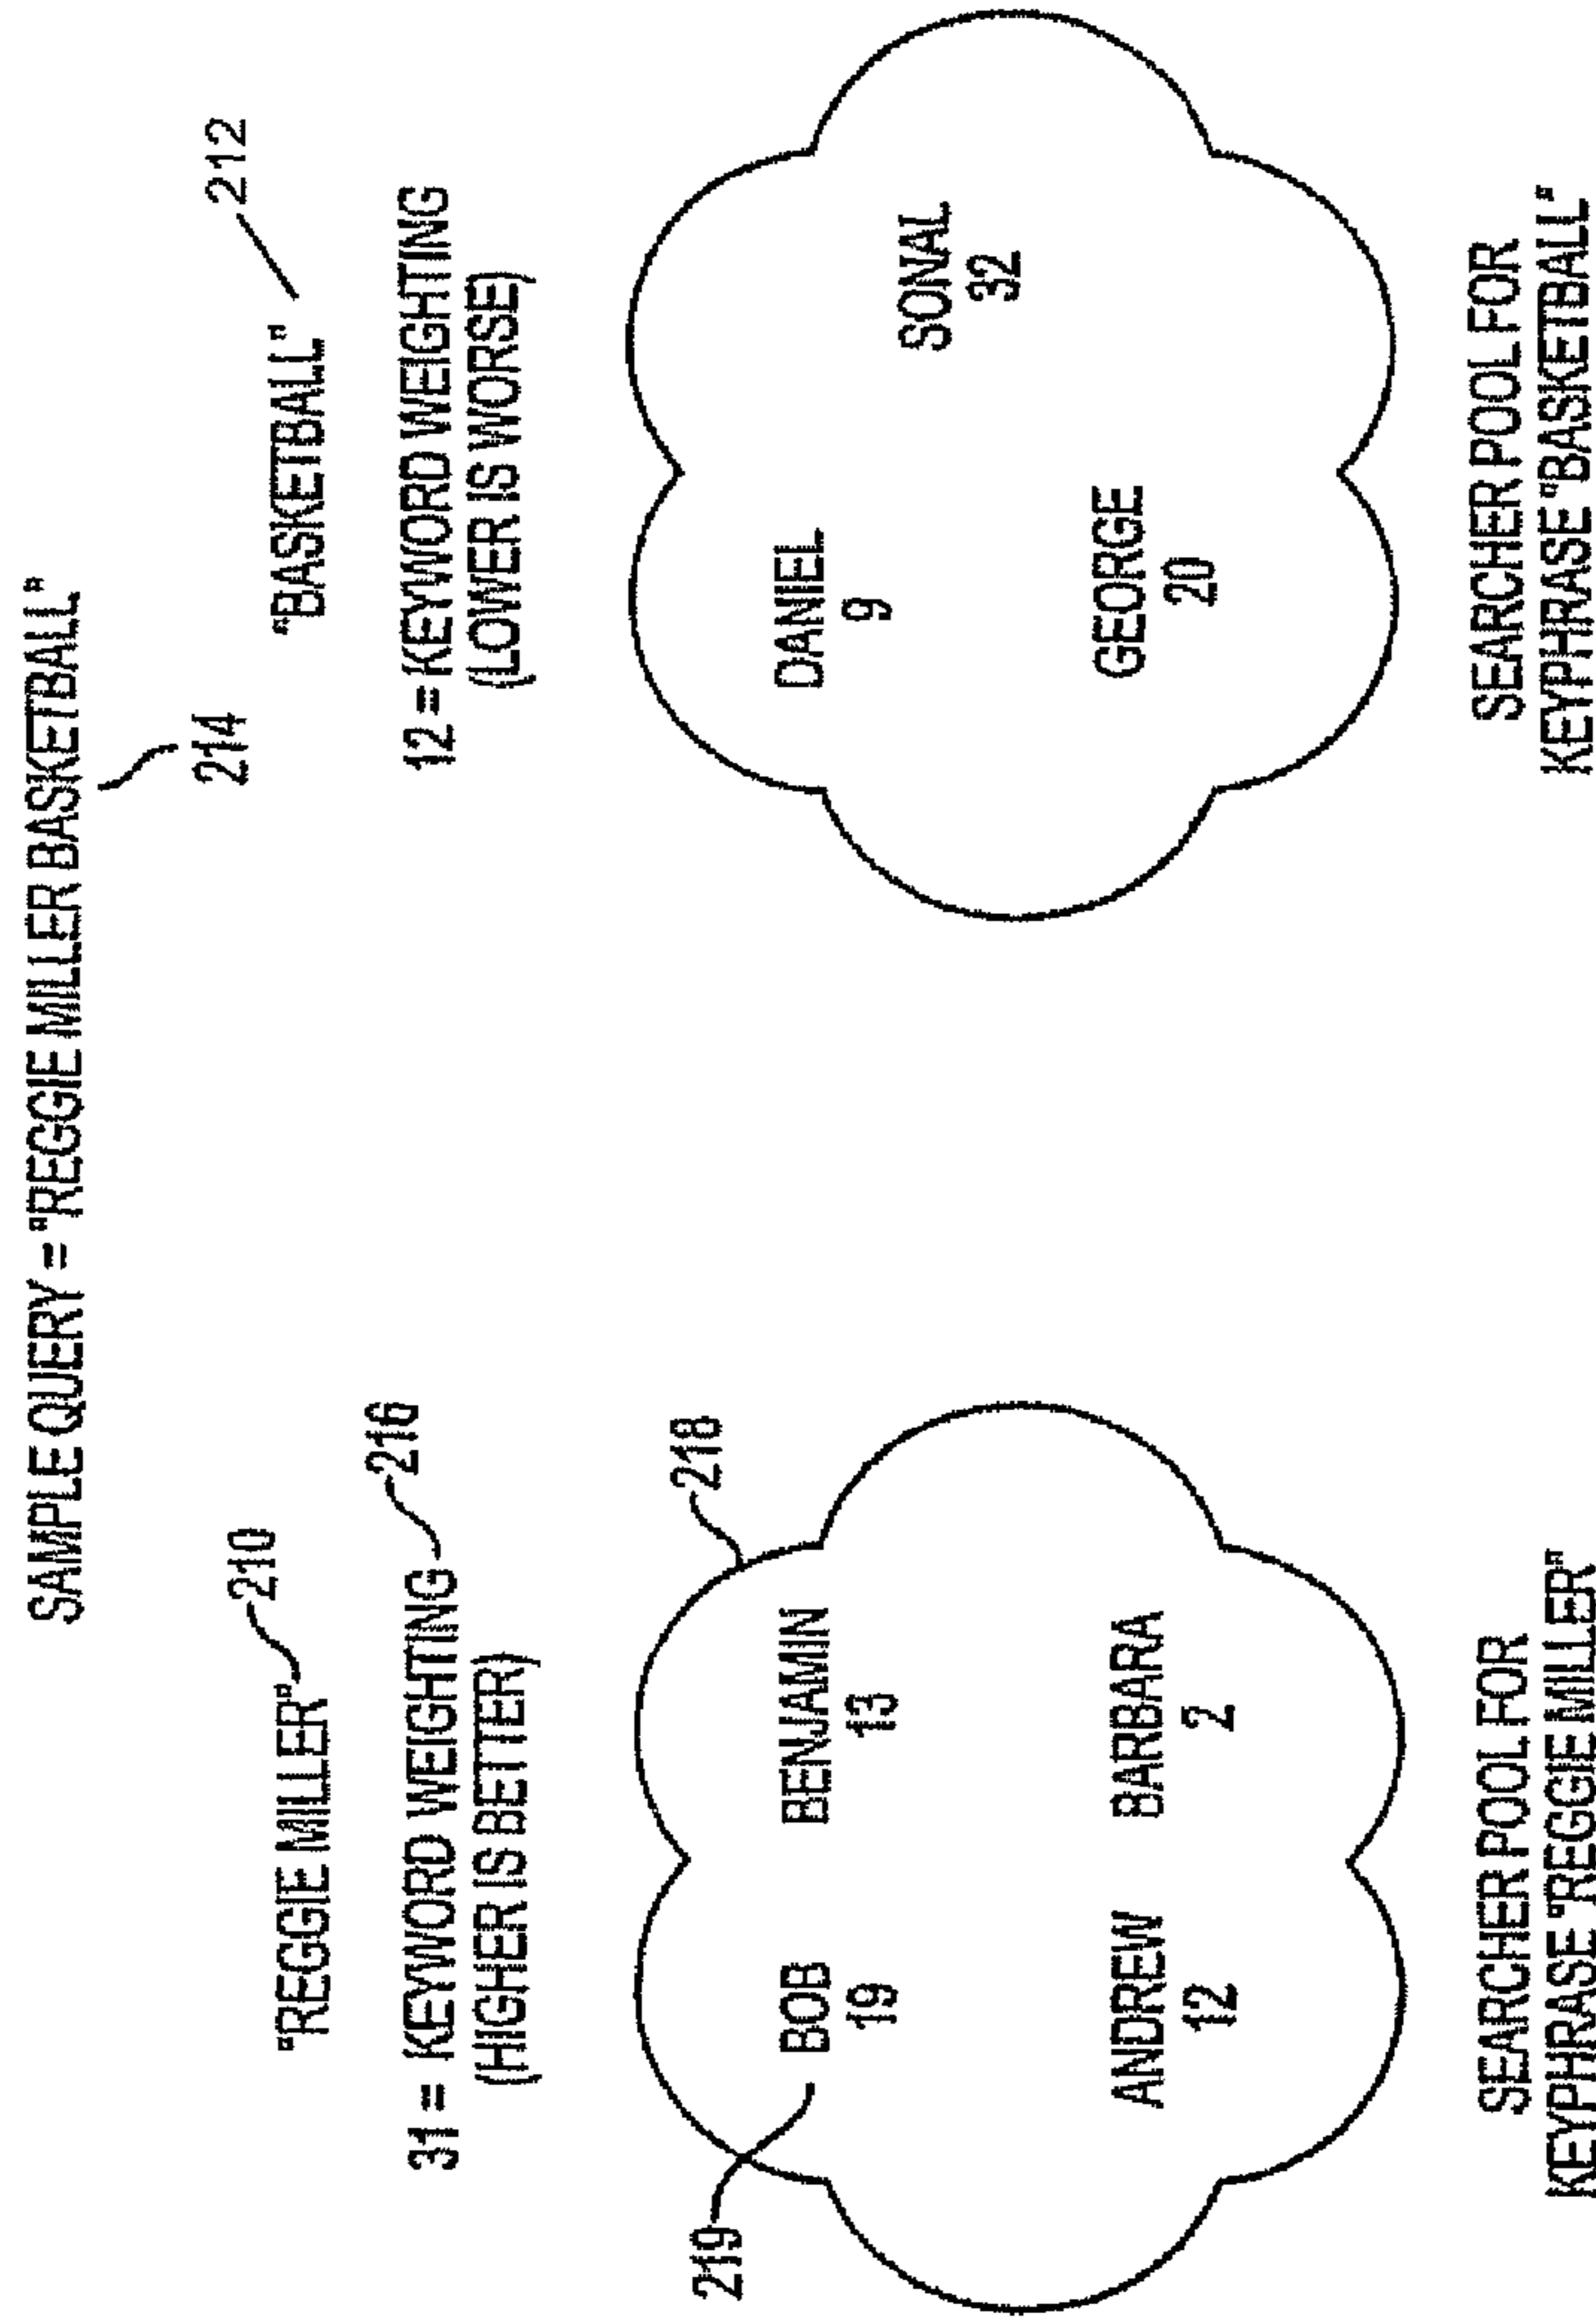 SAMPLE QUERY = "REGGIE MILLER BASKETBALL"
214
"REGGIE MILLER"
210
31 = KEYWORD WEIGHTING
(HIGHER IS BETTER)
216
218
219
BOB
19
BENJAMIN
13
ANDREW
12
BARBARA
2
SEARCHER POOL FOR
KEYPHRASE "REGGIE MILLER"
"BASKETBALL"
212
12 = KEYWORD WEIGHTING
(LOWER IS WORSE)
DANIEL
9
SONAL
32
GEORGE
20
SEARCHER POOL FOR
KEYPHRASE "BASKETBALL"